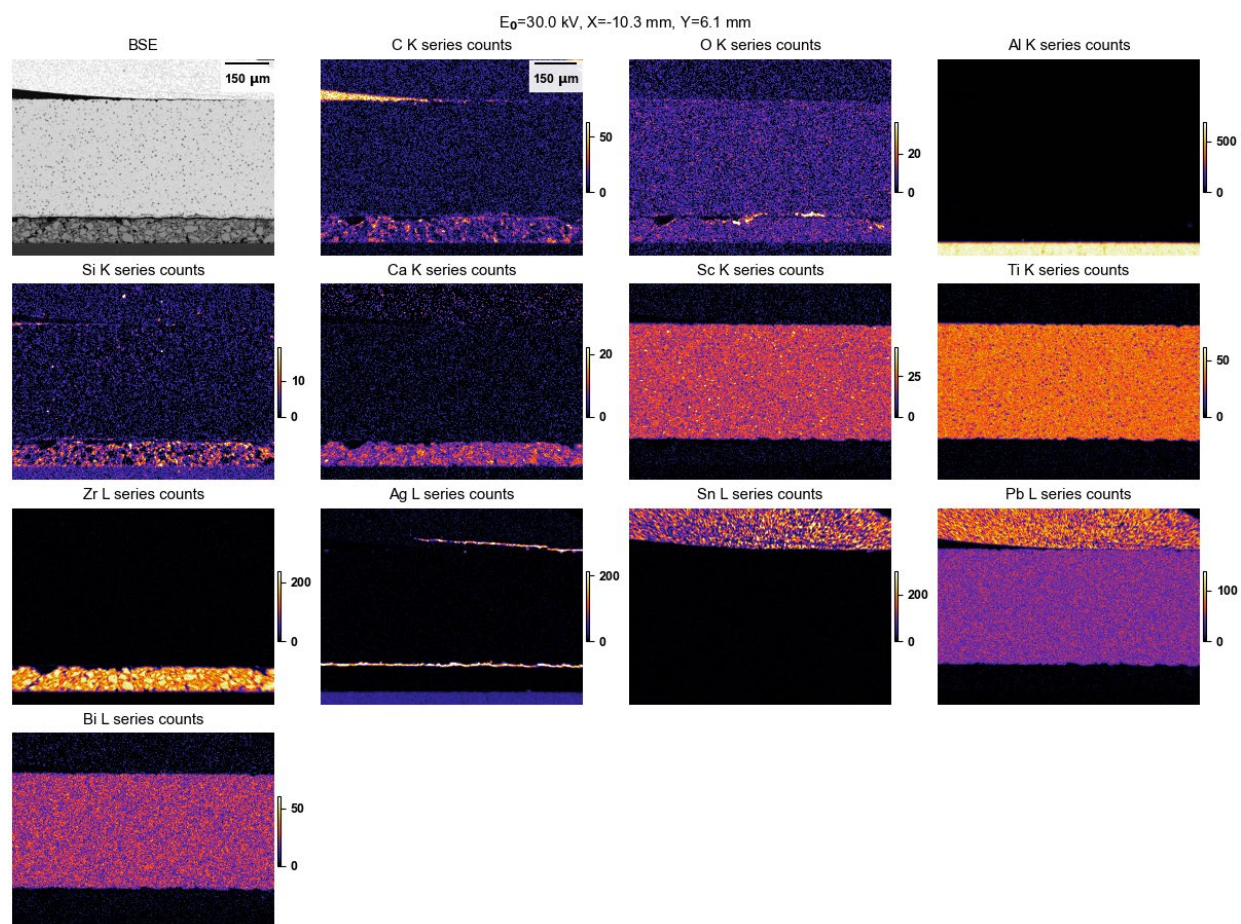 E₀=30.0 kV, X=-10.3 mm, Y=6.1 mm
BSE
C K series counts
O K series counts
Al K series counts
150 µm
150 µm
50
0
20
0
500
0
Si K series counts
Ca K series counts
Sc K series counts
Ti K series counts
10
0
20
0
25
0
50
0
Zr L series counts
Ag L series counts
Sn L series counts
Pb L series counts
200
0
200
0
200
0
100
0
Bi L series counts
50
0